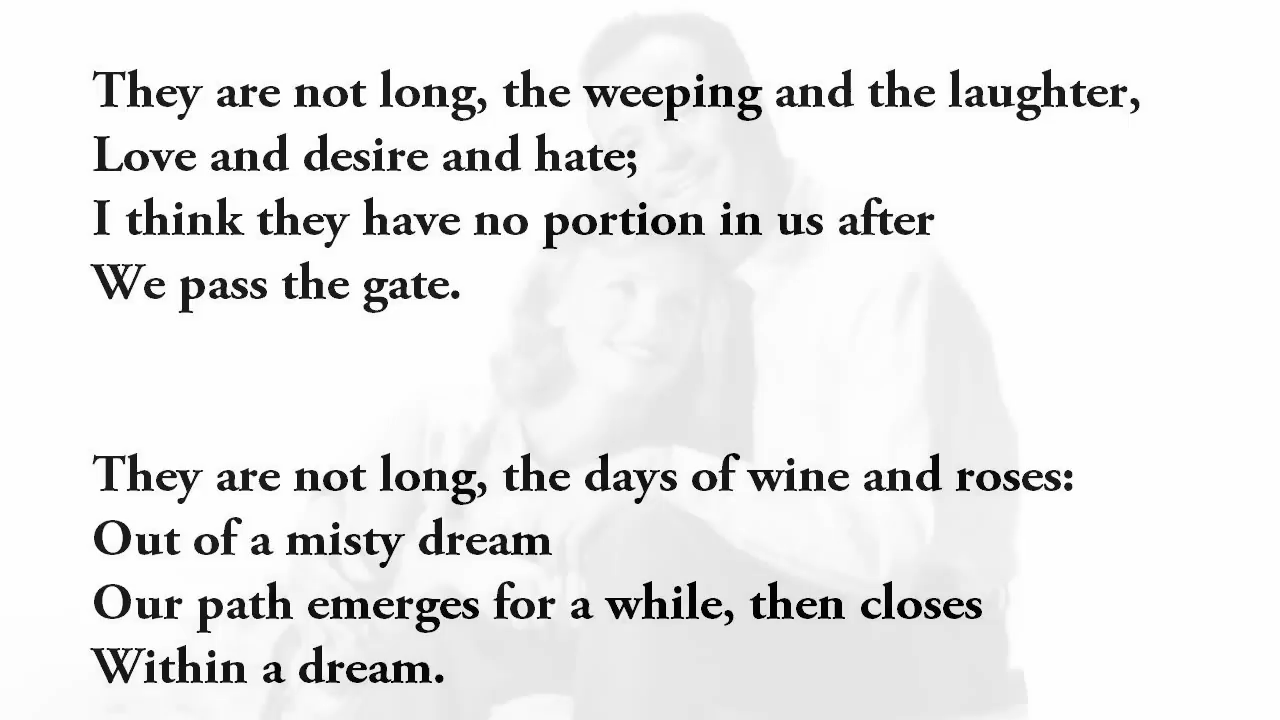 They are not long, the weeping and the laughter,
Love and desire and hate;
I think they have no portion in us after
We pass the gate.
They are not long, the days of wine and roses:
Out of a misty dream
Our path emerges for a while, then closes
Within a dream.